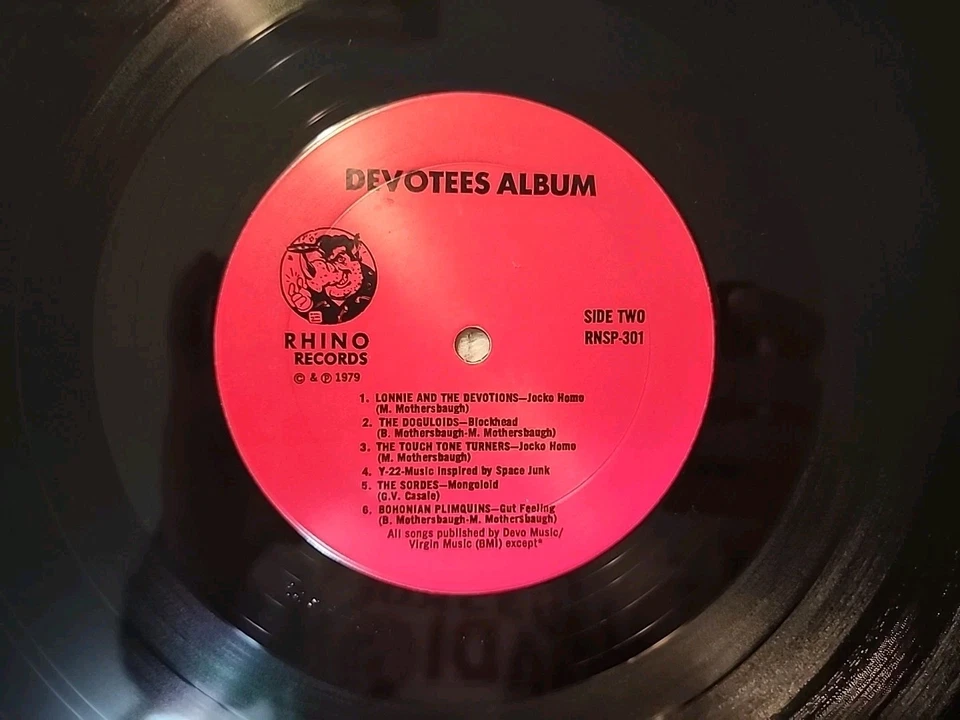 DEVOTEES ALBUM
RHINO
RECORDS
© & ℗ 1979
SIDE TWO
RNSP-301
1. LONNIE AND THE DEVOTIONS—Jocko Homo
(M. Mothersbaugh)
2. THE DOGULOIDS—Blockhead
(B. Mothersbaugh-M. Mothersbaugh)
3. THE TOUCH TONE TURNERS—Jocko Homo
(M. Mothersbaugh)
4. Y-22-Music inspired by Space Junk
5. THE SORDES—Mongoloid
(G.V. Casale)
6. BOHONIAN PLIMQUINS—Gut Feeling
(B. Mothersbaugh-M. Mothersbaugh)
All songs published by Devo Music/
Virgin Music (BMI) except*